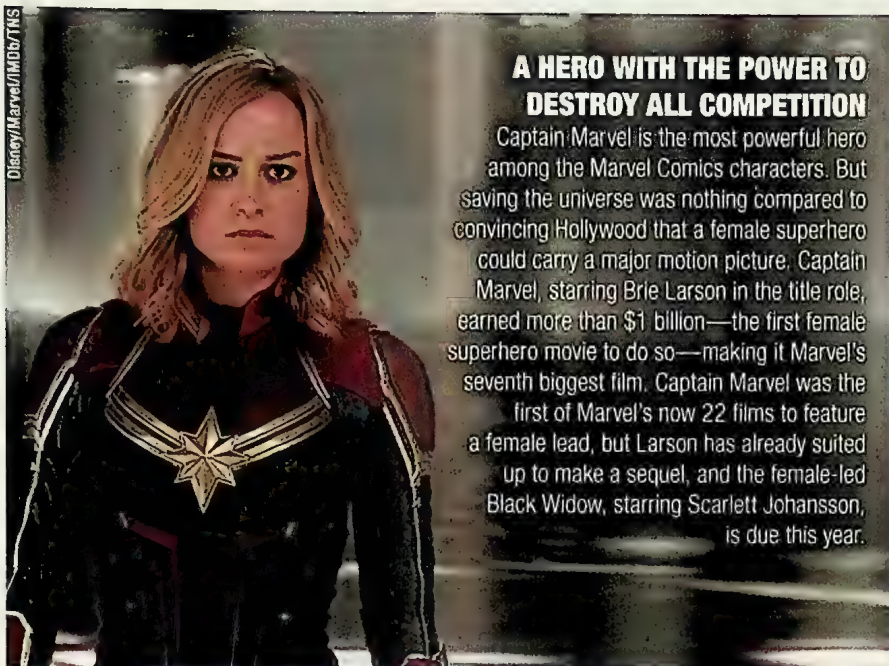 Disney/Marvel/IMDb/TNS
A HERO WITH THE POWER TO
DESTROY ALL COMPETITION
Captain Marvel is the most powerful hero
among the Marvel Comics characters. But
saving the universe was nothing compared to
convincing Hollywood that a female superhero
could carry a major motion picture. Captain
Marvel, starring Brie Larson in the title role,
earned more than $1 billion—the first female
superhero movie to do so—making it Marvel's
seventh biggest film. Captain Marvel was the
first of Marvel's now 22 films to feature
a female lead, but Larson has already suited
up to make a sequel, and the female-led
Black Widow, starring Scarlett Johansson,
is due this year.